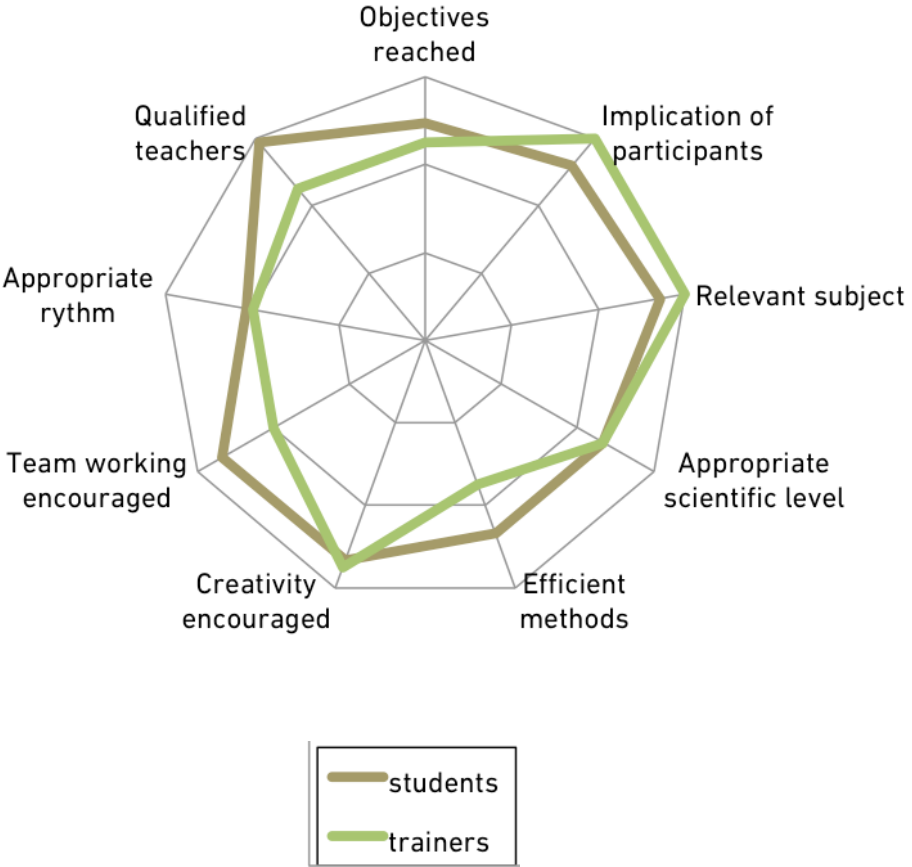 Objectives
reached
Implication of
participants
Relevant subject
Appropriate
scientific level
Efficient
methods
Creativity
encouraged
Team working
encouraged
Appropriate
rythm
Qualified
teachers
students
trainers